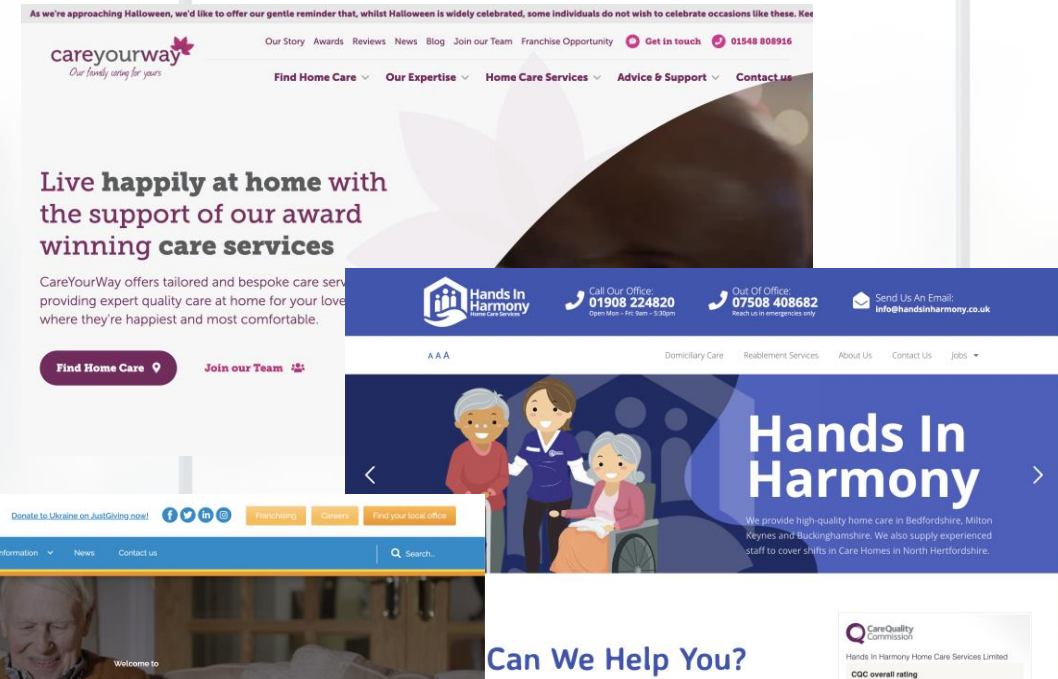 As we're approaching Halloween, we'd like to offer our gentle reminder that, whilst Halloween is widely celebrated, some individuals do not wish to celebrate occasions like these. Kee
careyourway
Our family caring for yours
Our Story Awards Reviews News Blog Join our Team Franchise Opportunity Get in touch 01548 808916
Find Home Care Our Expertise Home Care Services Advice & Support Contact us
Live happily at home with
the support of our award
winning care services
CareYourWay offers tailored and bespoke care serv
providing expert quality care at home for your love
where they're happiest and most comfortable.
Find Home Care Join our Team
Hands In
Harmony
Home Care Services
Call Our Office:
01908 224820
Open Mon - Fri: 9am - 5:30pm
Out Of Office:
07508 408682
Reach us in emergencies only
Send Us An Email:
info@handsinharmony.co.uk
A A A
Domiciliary Care Reablement Services About Us Contact Us Jobs
Hands In
Harmony
We provide high-quality home care in Bedfordshire, Milton
Keynes and Buckinghamshire. We also supply experienced
staff to cover shifts in Care Homes in North Hertfordshire.
Donate to Ukraine on JustGiving now! Franchising Careers Find your local office
nformation News Contact us Search..
Welcome to
Can We Help You?
CareQuality
Commission
Hands In Harmony Home Care Services Limited
CQC overall rating